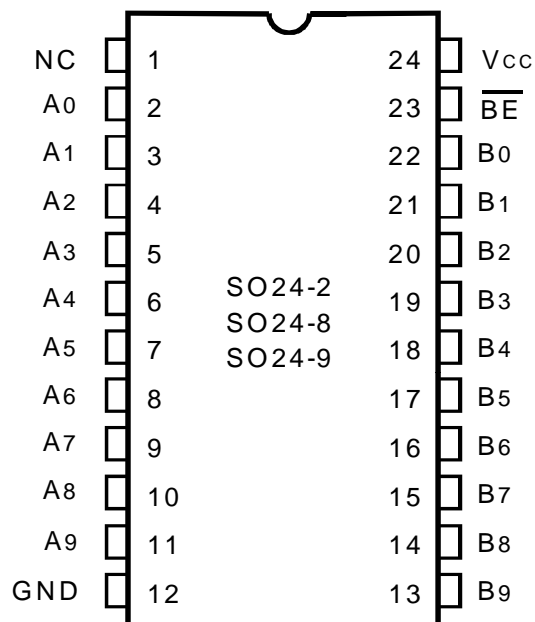 NC 1 24 Vcc
A0 2 23 B̅E̅
A1 3 22 B0
A2 4 21 B1
A3 5 20 B2
SO24-2
A4 6 19 B3
SO24-8
A5 7 18 B4
SO24-9
A6 8 17 B5
A7 9 16 B6
A8 10 15 B7
A9 11 14 B8
GND 12 13 B9